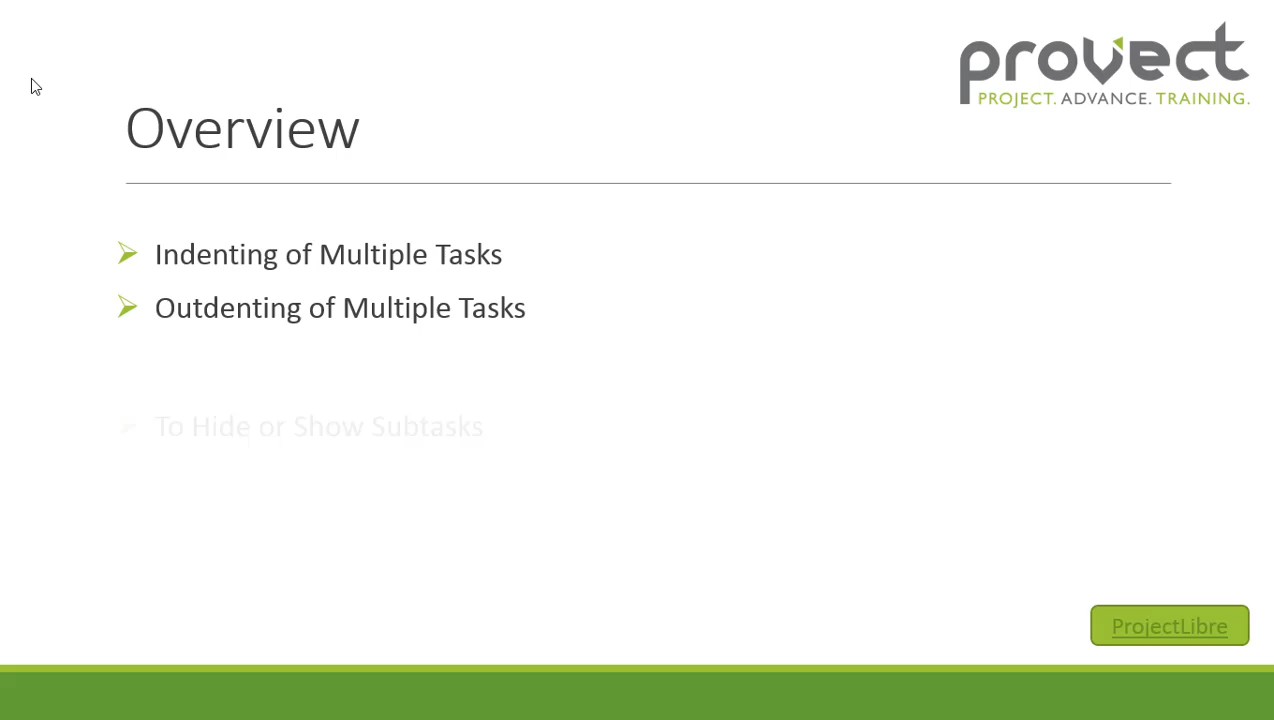 provect
PROJECT. ADVANCE. TRAINING.
Overview
Indenting of Multiple Tasks
Outdenting of Multiple Tasks
To Hide or Show Subtasks
ProjectLibre